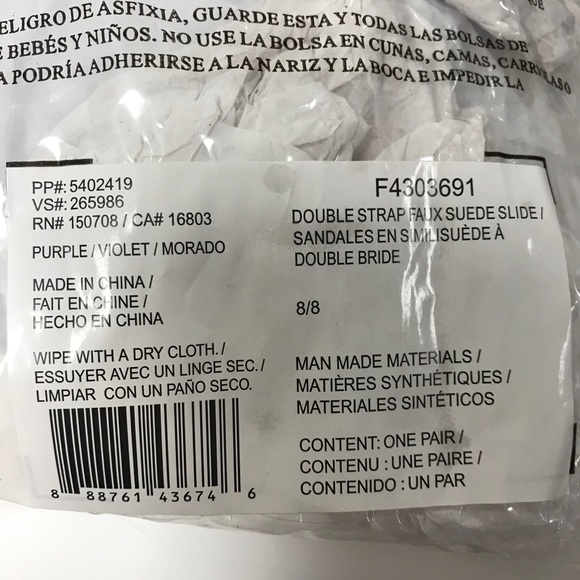 ELIGRO DE ASFIXIA, GUARDE ESTA Y TODAS LAS BOLSAS DE
E BEBÉS Y NIÑOS. NO USE LA BOLSA EN CUNAS, CAMAS,
A PODRÍA ADHERIRSE A LA NARIZ Y LA BOCA E IMPEDIR LA
PP#: 5402419
VS#: 265986
RN# 150708 / CA# 16803
PURPLE / VIOLET / MORADO
MADE IN CHINA /
FAIT EN CHINE /
HECHO EN CHINA
WIPE WITH A DRY CLOTH. /
ESSUYER AVEC UN LINGE SEC. /
LIMPIAR CON UN PAÑO SECO.
8 88761 43674 6
F4303691
DOUBLE STRAP FAUX SUEDE SLIDE /
SANDALES EN SIMILISUÈDE À
DOUBLE BRIDE
8/8
MAN MADE MATERIALS /
MATIÈRES SYNTHÉTIQUES /
MATERIALES SINTÉTICOS
CONTENT: ONE PAIR /
CONTENU : UNE PAIRE /
CONTENIDO : UN PAR